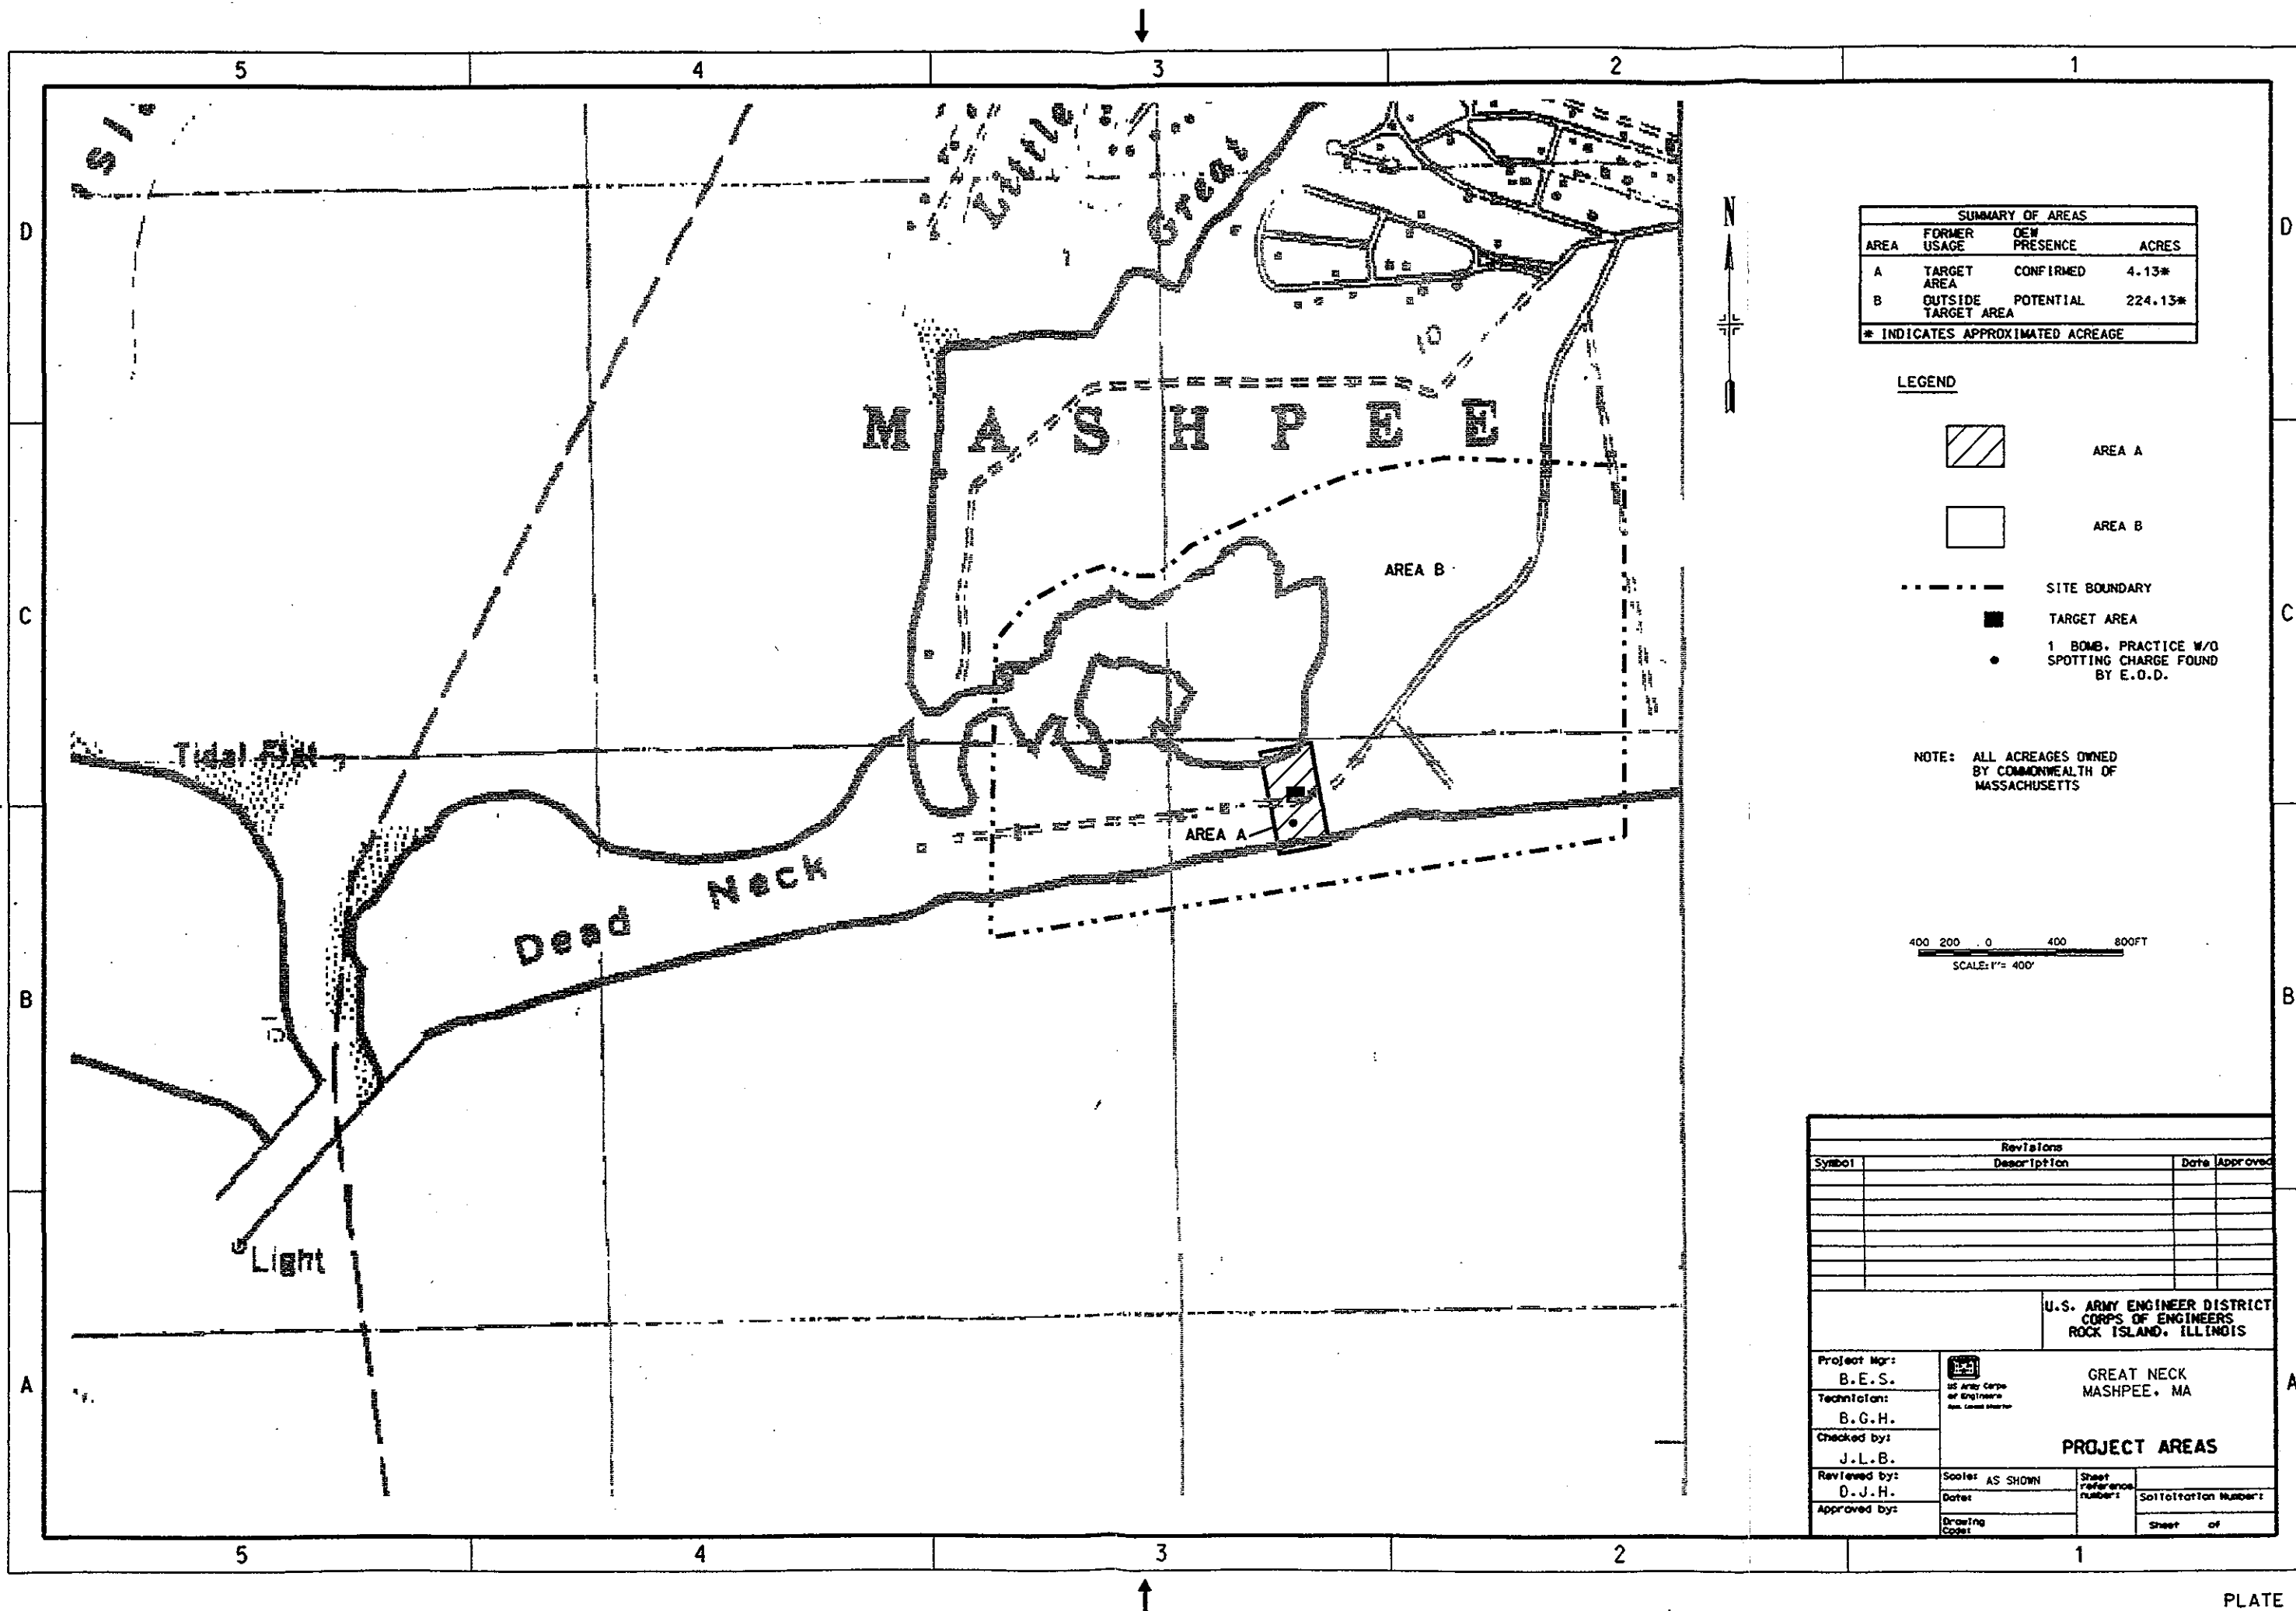 5 4 3 2 1
D
C
B
A
Little
Great
N
10
M A S H P E E
AREA B
Tidal Flat
AREA A
Dead Neck
Light
SUMMARY OF AREAS
AREA FORMER USAGE OEW PRESENCE ACRES
A TARGET AREA CONFIRMED 4.13*
B OUTSIDE TARGET AREA POTENTIAL 224.13*
* INDICATES APPROXIMATED ACREAGE
LEGEND
AREA A
AREA B
SITE BOUNDARY
TARGET AREA
1 BOMB. PRACTICE W/O
SPOTTING CHARGE FOUND
BY E.O.D.
NOTE: ALL ACREAGES OWNED
BY COMMONWEALTH OF
MASSACHUSETTS
400 200 0 400 800FT
SCALE: 1"= 400'
Revisions
Symbol Description Date Approved
U.S. ARMY ENGINEER DISTRICT
CORPS OF ENGINEERS
ROCK ISLAND. ILLINOIS
Project Mgr:
B.E.S.
Technician:
B.G.H.
Checked by:
J.L.B.
Reviewed by:
D.J.H.
Approved by:
US Army Corps
of Engineers
GREAT NECK
MASHPEE. MA
PROJECT AREAS
Scale: AS SHOWN
Date:
Drawing
Code:
Sheet
reference
number:
Solicitation Number:
Sheet of
D
C
B
A
5 4 3 2 1
PLATE